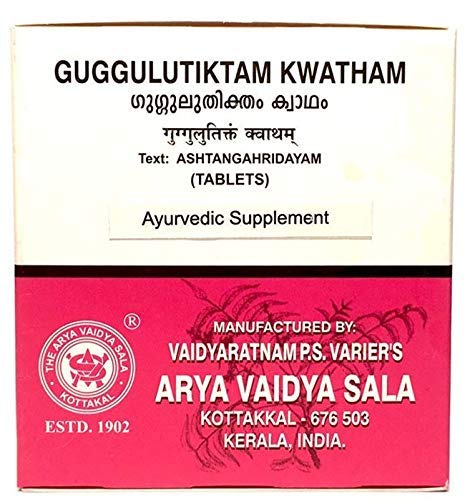 GUGGULUTIKTAM KWATHAM
ഗുഗ്ഗുലുതിക്തം ക്വാഥം
गुग्गुलुतिक्तं क्वाथम्
Text: ASHTANGAHRIDAYAM
(TABLETS)
Ayurvedic Supplement
THE ARYA VAIDYA SALA
KOTTAKAL
®
ESTD. 1902
MANUFACTURED BY:
VAIDYARATNAM P.S. VARIER'S
ARYA VAIDYA SALA
KOTTAKKAL - 676 503
KERALA, INDIA.